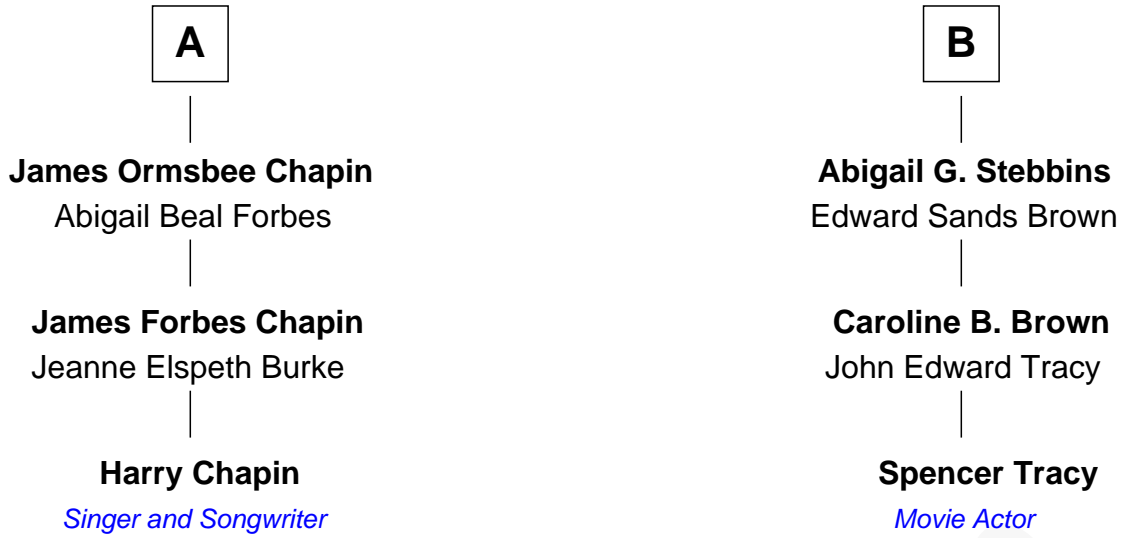 A
B
James Ormsbee Chapin
Abigail Beal Forbes
Abigail G. Stebbins
Edward Sands Brown
James Forbes Chapin
Jeanne Elspeth Burke
Caroline B. Brown
John Edward Tracy
Harry Chapin
Singer and Songwriter
Spencer Tracy
Movie Actor